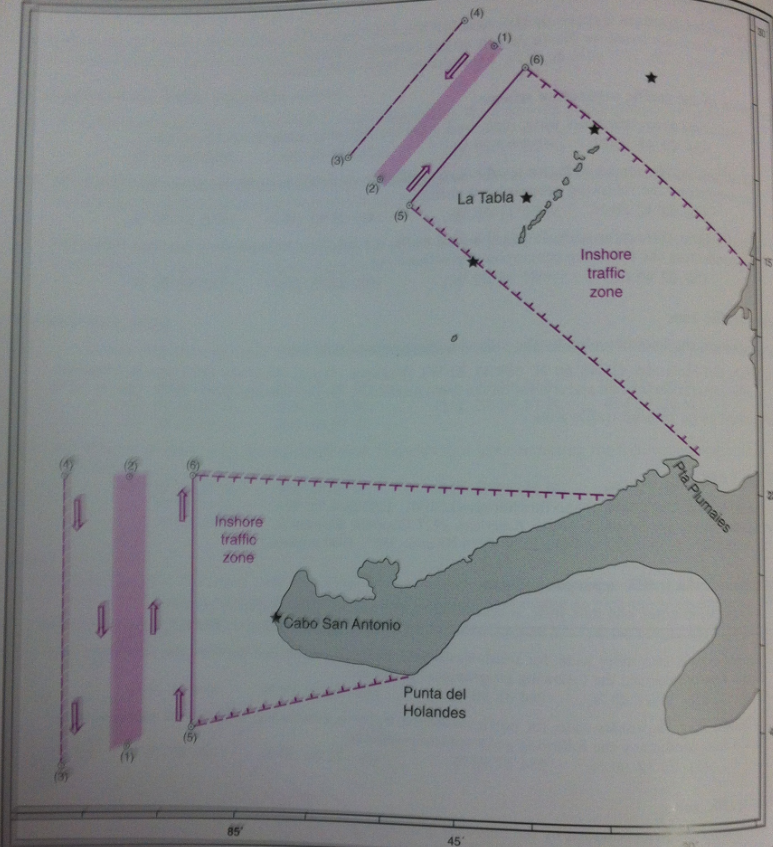 (4)
(1)
(6)
(3)
(2)
La Tabla
(5)
Inshore
traffic
zone
(4)
(2)
(6)
Pta Plumajes
Inshore
traffic
zone
Cabo San Antonio
Punta del
Holandes
(5)
(1)
(3)
85'
45'